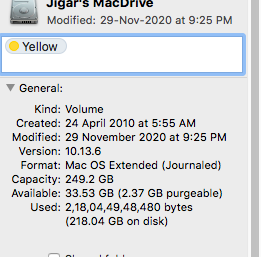 Jigar's MacDrive
Modified: 29-Nov-2020 at 9:25 PM
Yellow
General:
Kind: Volume
Created: 24 April 2010 at 5:55 AM
Modified: 29 November 2020 at 9:25 PM
Version: 10.13.6
Format: Mac OS Extended (Journaled)
Capacity: 249.2 GB
Available: 33.53 GB (2.37 GB purgeable)
Used: 2,18,04,49,48,480 bytes
(218.04 GB on disk)